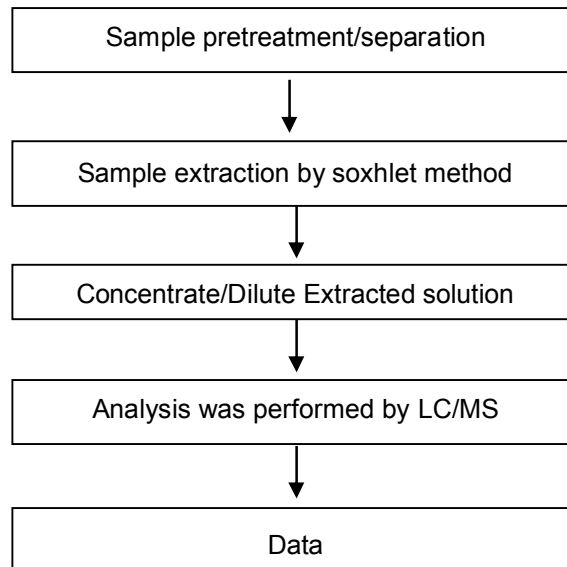 Sample pretreatment/separation
Sample extraction by soxhlet method
Concentrate/Dilute Extracted solution
Analysis was performed by LC/MS
Data